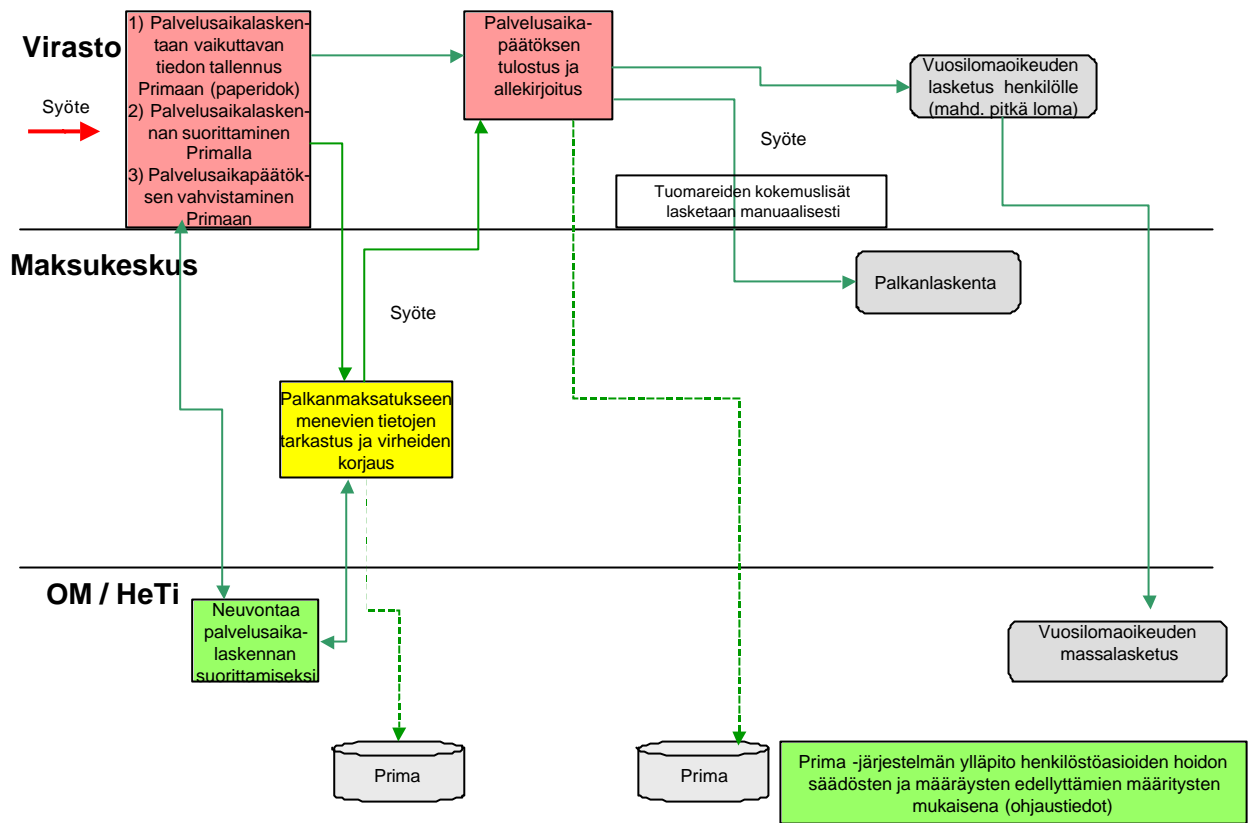 Virasto
Syöte
1) Palvelusaikalasken-
taan vaikuttavan
tiedon tallennus
Primaan (paperidok)
2) Palvelusaikalasken-
nan suorittaminen
Primalla
3) Palvelusaikapäätök-
sen vahvistaminen
Primaan
Palvelusaika-
päätöksen
tulostus ja
allekirjoitus
Vuosilomaoikeuden
lasketus henkilölle
(mahd. pitkä loma)
Syöte
Tuomareiden kokemuslisät
lasketaan manuaalisesti
Maksukeskus
Palkanlaskenta
Syöte
Palkanmaksatukseen
menevien tietojen
tarkastus ja virheiden
korjaus
OM / HeTi
Neuvontaa
palvelusaika-
laskennan
suorittamiseksi
Vuosilomaoikeuden
massalasketus
Prima
Prima
Prima -järjestelmän ylläpito henkilöstöasioiden hoidon
säädösten ja määräysten edellyttämien määritysten
mukaisena (ohjaustiedot)